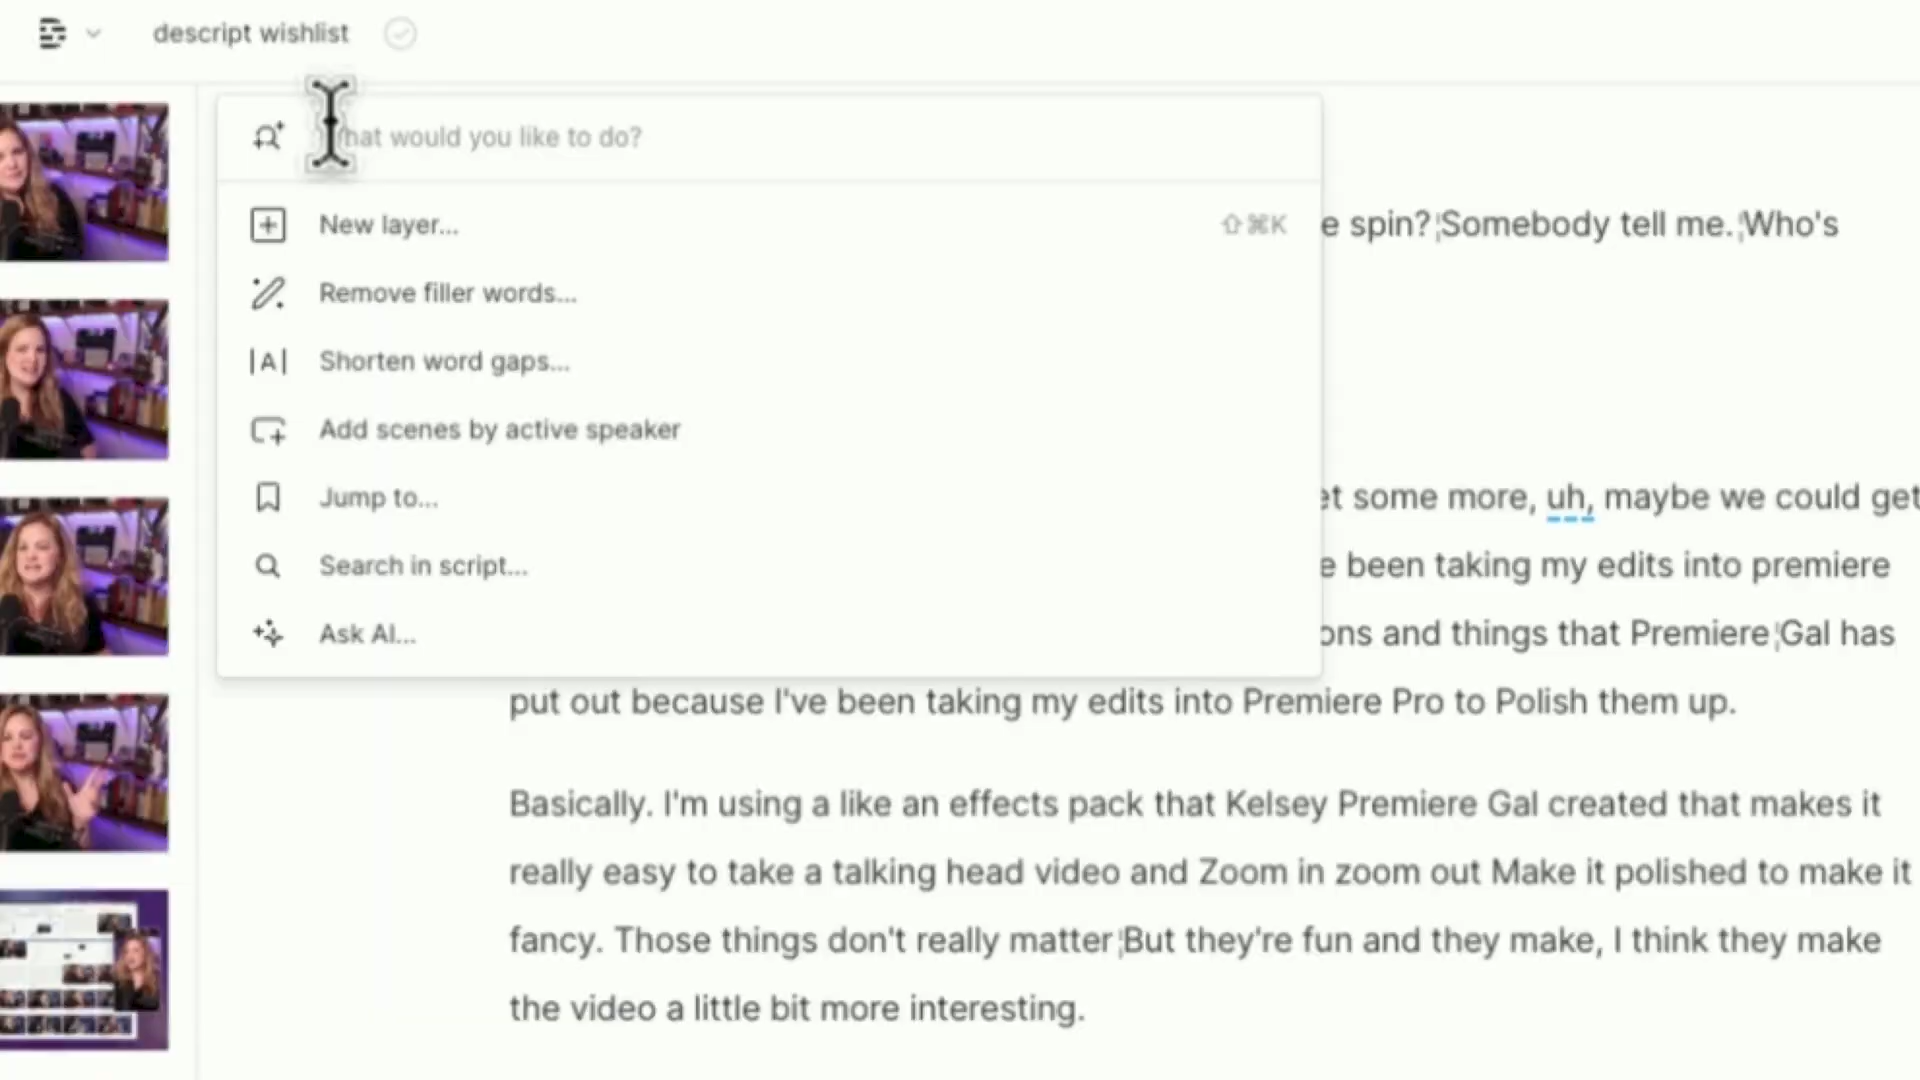 descript wishlist
hat would you like to do?
New layer... ⇧⌘K
e spin? Somebody tell me. Who's
Remove filler words...
|A| Shorten word gaps...
Add scenes by active speaker
Jump to...
et some more, uh, maybe we could get
Search in script...
e been taking my edits into premiere
Ask AI...
ons and things that Premiere Gal has
put out because I've been taking my edits into Premiere Pro to Polish them up.
Basically. I'm using a like an effects pack that Kelsey Premiere Gal created that makes it
really easy to take a talking head video and Zoom in zoom out Make it polished to make it
fancy. Those things don't really matter But they're fun and they make, I think they make
the video a little bit more interesting.